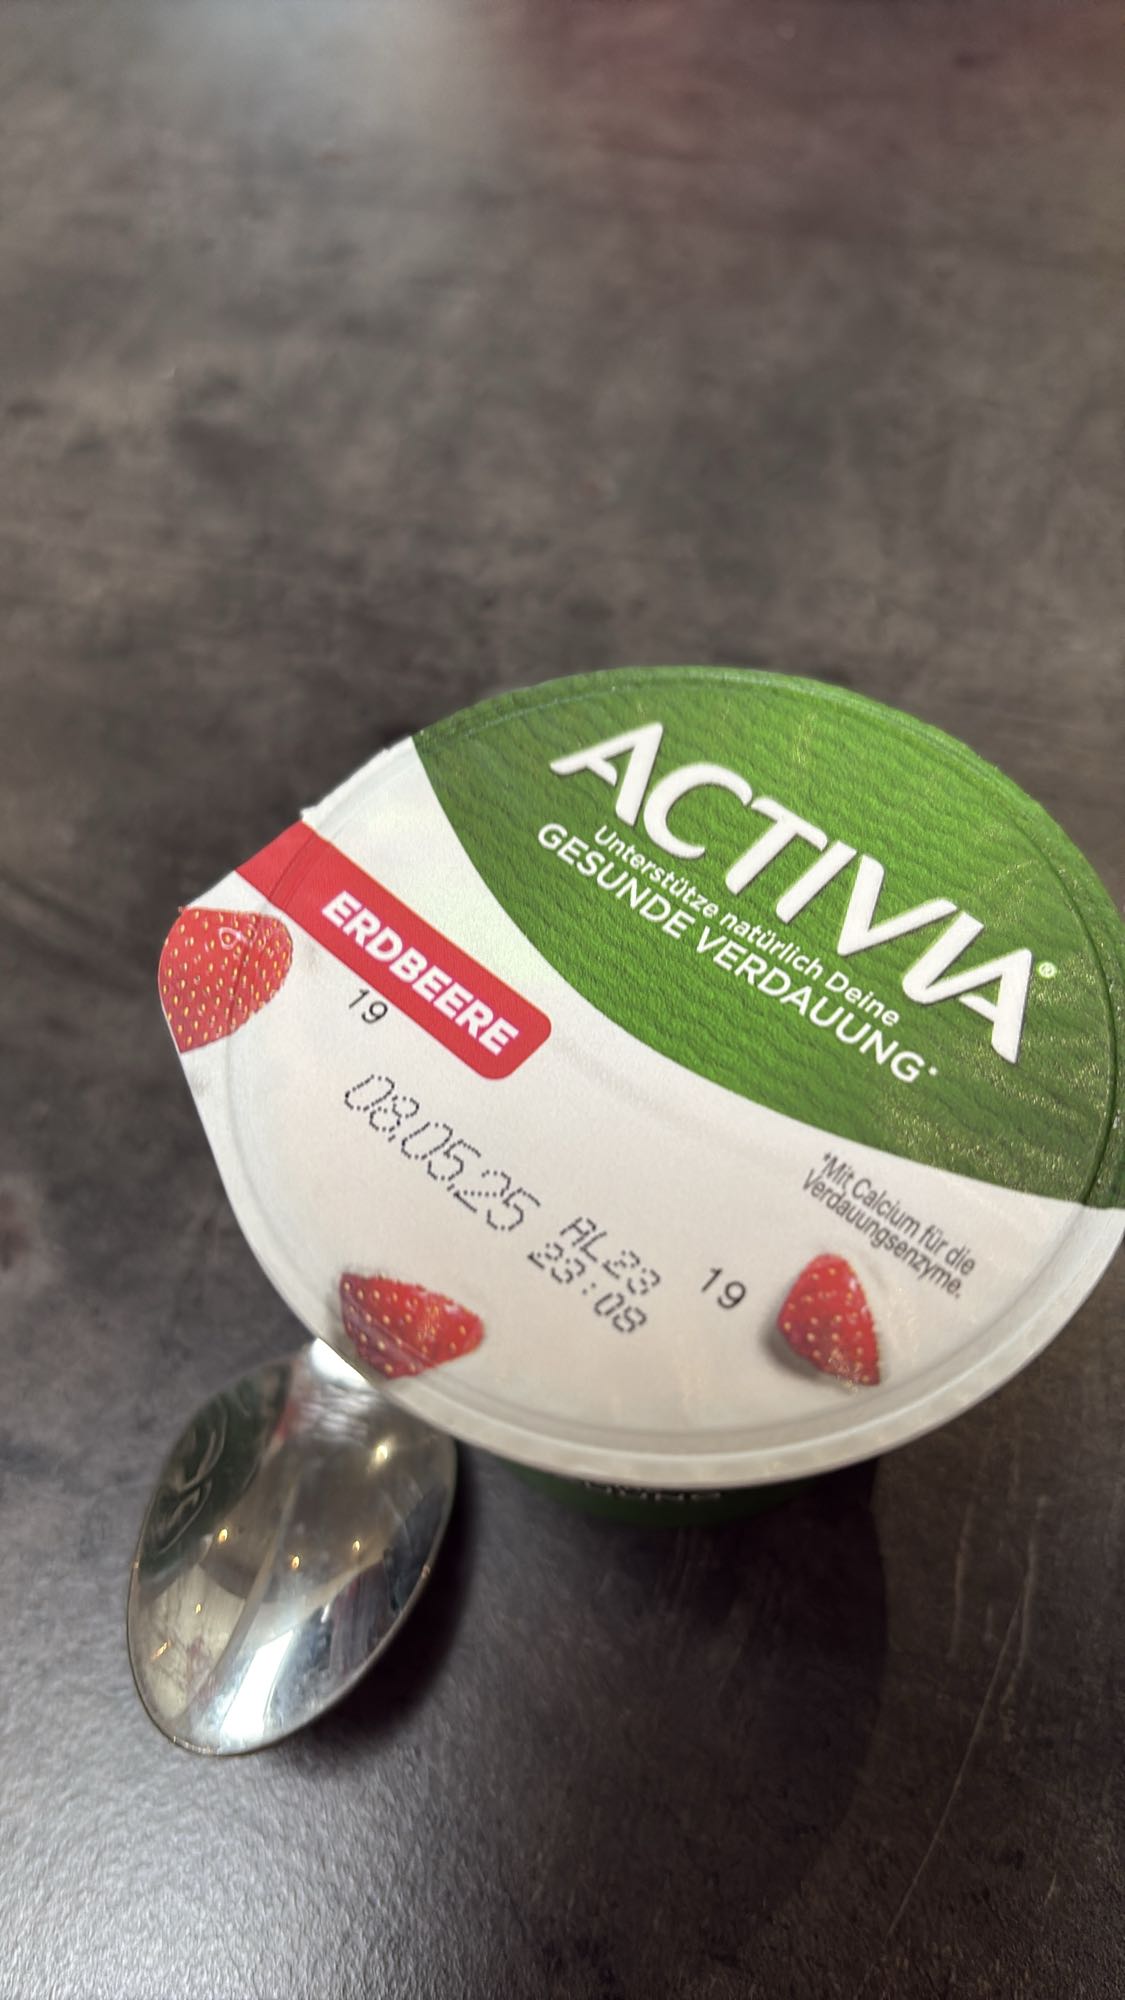 ACTIVIA®
Unterstütze natürlich Deine
GESUNDE VERDAUUNG*
ERDBEERE
19
08.05.25
AL23
23:08
19
*Mit Calcium für die
Verdauungsenzyme.